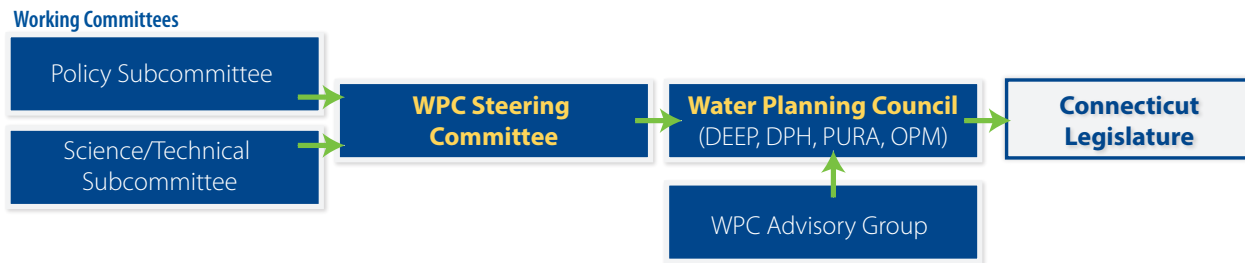 Working Committees
Policy Subcommittee
Science/Technical
Subcommittee
WPC Steering
Committee
Water Planning Council
(DEEP, DPH, PURA, OPM)
WPC Advisory Group
Connecticut
Legislature